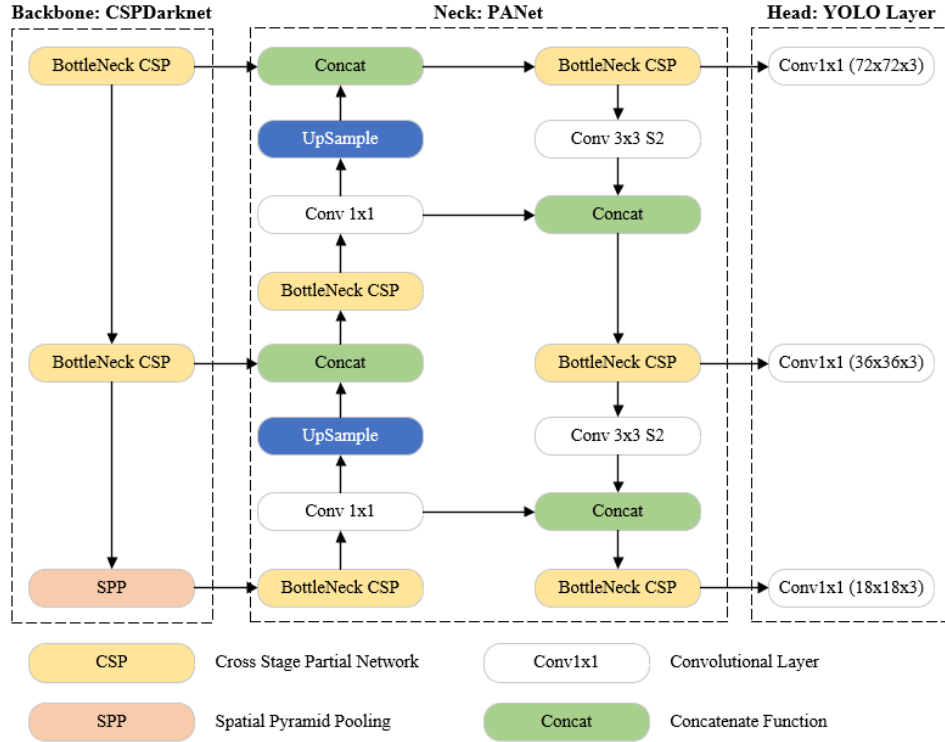 Backbone: CSPDarknet Neck: PANet Head: YOLO Layer
BottleNeck CSP Concat BottleNeck CSP Conv1x1 (72x72x3)
UpSample Conv 3x3 S2
Conv 1x1 Concat
BottleNeck CSP
BottleNeck CSP Concat BottleNeck CSP Conv1x1 (36x36x3)
UpSample Conv 3x3 S2
Conv 1x1 Concat
SPP BottleNeck CSP BottleNeck CSP Conv1x1 (18x18x3)
CSP Cross Stage Partial Network Conv1x1 Convolutional Layer
SPP Spatial Pyramid Pooling Concat Concatenate Function